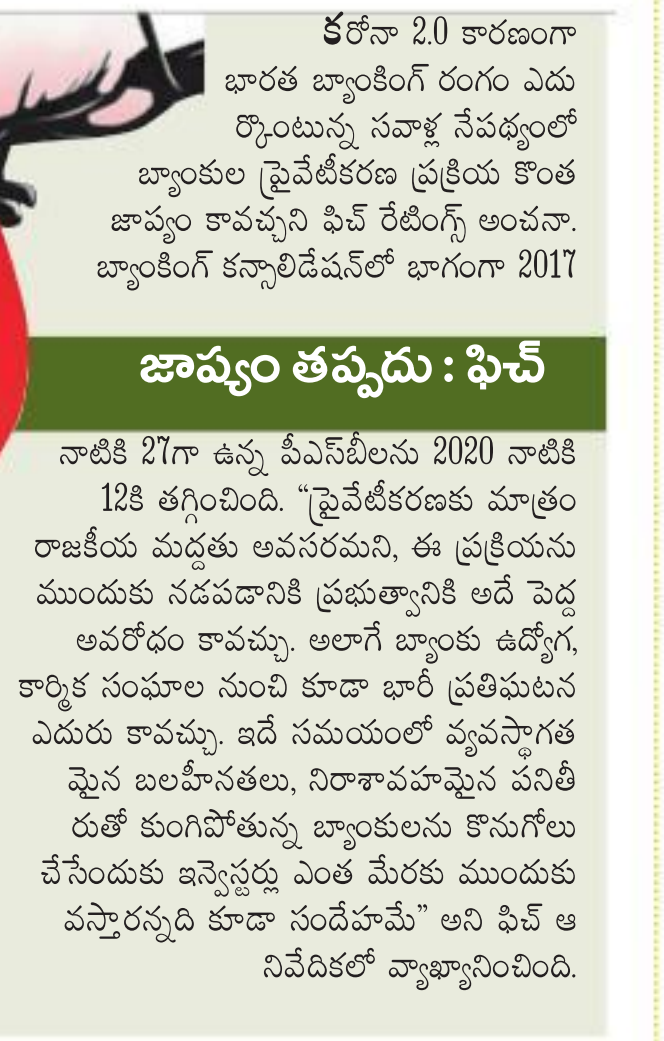 కరోనా 2.0 కారణంగా
భారత బ్యాంకింగ్ రంగం ఎదు
ర్కొంటున్న సవాళ్ల నేపథ్యంలో
బ్యాంకుల ప్రైవేటీకరణ ప్రక్రియ కొంత
జాప్యం కావచ్చని ఫిచ్ రేటింగ్స్ అంచనా.
బ్యాంకింగ్ కన్సాలిడేషన్‌లో భాగంగా 2017
జాప్యం తప్పదు : ఫిచ్
నాటికి 27గా ఉన్న పీఎస్‌బీలను 2020 నాటికి
12కి తగ్గించింది. “ప్రైవేటీకరణకు మాత్రం
రాజకీయ మద్దతు అవసరమని, ఈ ప్రక్రియను
ముందుకు నడపడానికి ప్రభుత్వానికి అదే పెద్ద
అవరోధం కావచ్చు. అలాగే బ్యాంకు ఉద్యోగ,
కార్మిక సంఘాల నుంచి కూడా భారీ ప్రతిఘటన
ఎదురు కావచ్చు. ఇదే సమయంలో వ్యవస్థాగత
మైన బలహీనతలు, నిరాశావహమైన పనితీ
రుతో కుంగిపోతున్న బ్యాంకులను కొనుగోలు
చేసేందుకు ఇన్వెస్టర్లు ఎంత మేరకు ముందుకు
వస్తారన్నది కూడా సందేహమే” అని ఫిచ్ ఆ
నివేదికలో వ్యాఖ్యానించింది.